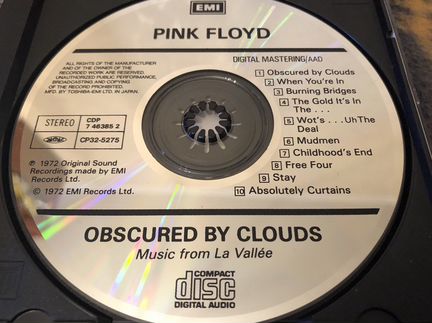 EMI
PINK FLOYD
ALL RIGHTS OF THE MANUFACTURER
AND OF THE OWNER OF THE
RECORDED WORK ARE RESERVED.
UNAUTHORIZED PUBLIC PERFORMANCE,
BROADCASTING AND COPYING
OF THE RECORD PROHIBITED.
MFD. BY TOSHIBA-EMI LTD. IN JAPAN.
STEREO
CDP
7 46385 2
CP32-5275
℗ 1972 Original Sound
Recordings made by EMI
Records Ltd.
© 1972 EMI Records Ltd.
DIGITAL MASTERING/AAD
1 Obscured by Clouds
2 When You're In
3 Burning Bridges
4 The Gold It's In
The . . .
5 Wot's . . . Uh The
Deal
6 Mudmen
7 Childhood's End
8 Free Four
9 Stay
10 Absolutely Curtains
OBSCURED BY CLOUDS
Music from La Vallée
COMPACT
disc
DIGITAL AUDIO